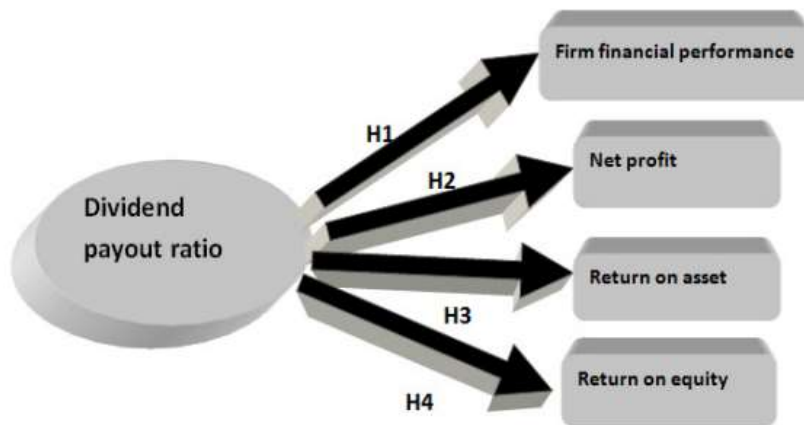 Firm financial performance
H1
Net profit
H2
Dividend
payout ratio
Return on asset
H3
Return on equity
H4